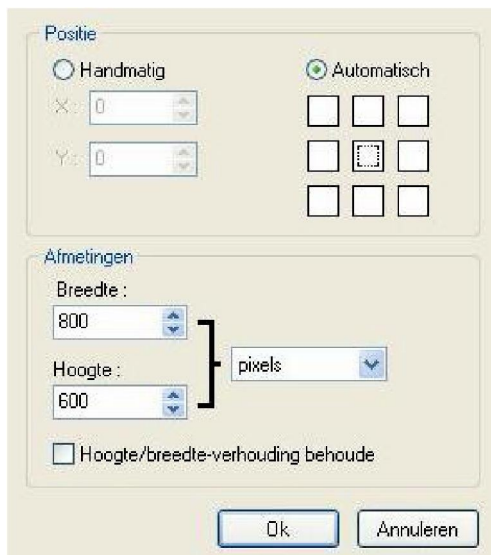 Positie
Handmatig
Automatisch
X: 0
Y: 0
Afmetingen
Breedte :
800
pixels
Hoogte :
600
Hoogte/breedte-verhouding behoude
Ok
Annuleren